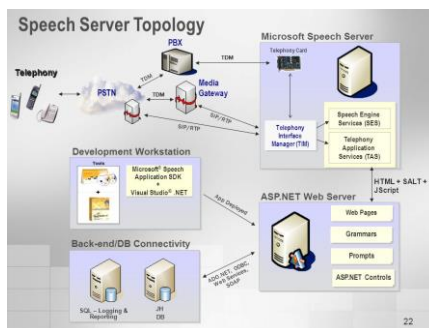 Speech Server Topology
PBX
Microsoft Speech Server
TDM
Telephony Card
Telephony
PSTN
TDM
Media
Gateway
TDM
SIP/RTP
SIP/RTP
Telephony
Interface
Manager (TIM)
Speech Engine
Services (SES)
Telephony
Application
Services (TAS)
Development Workstation
Tools
Microsoft® Speech
Application SDK
+
Visual Studio® .NET
App Deployed
HTML + SALT +
JScript
ASP.NET Web Server
Web Pages
Grammars
Prompts
ASP.NET Controls
Back-end/DB Connectivity
ADO.NET, ODBC,
Web Services,
SOAP
SQL – Logging &
Reporting
JH
DB
22